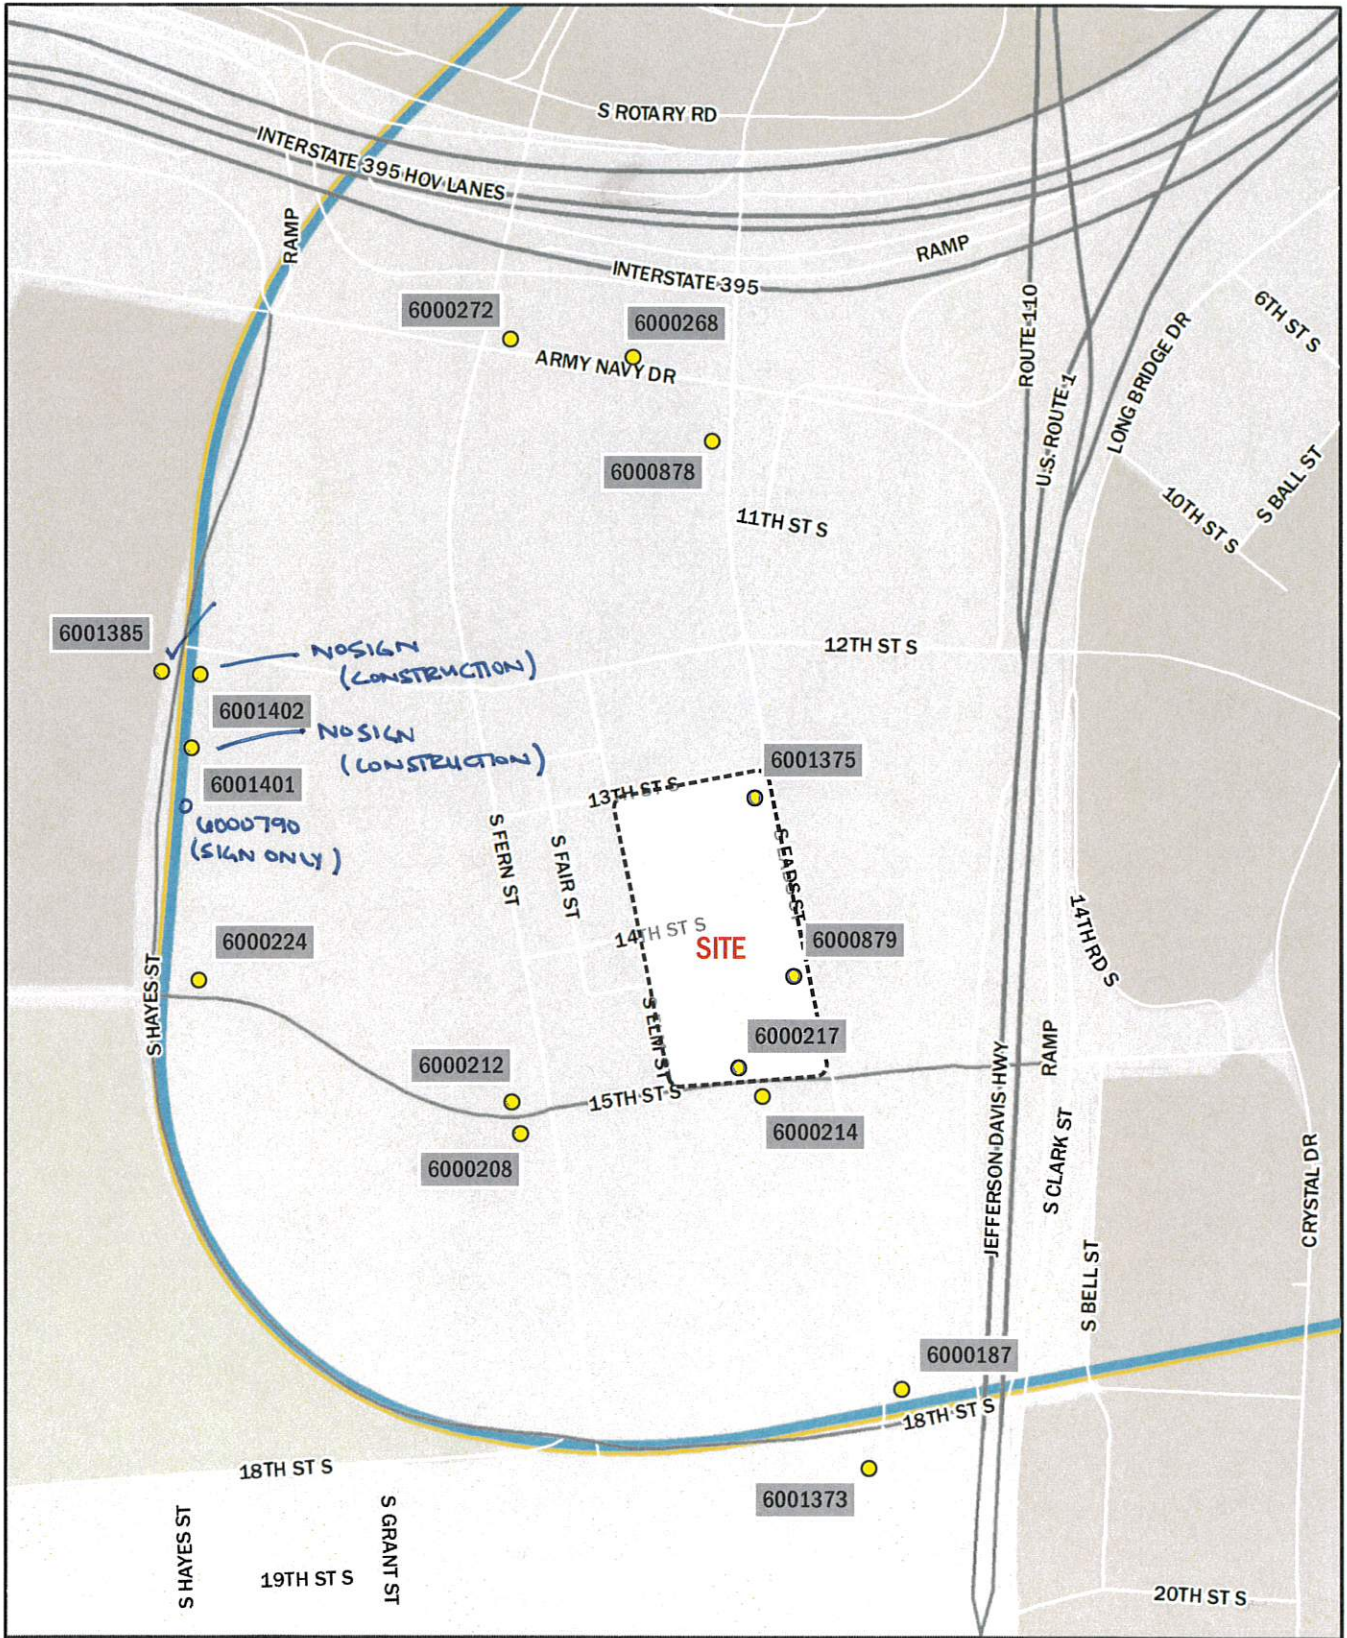 S ROTARY RD
INTERSTATE 395 HOV LANES
RAMP
RAMP
INTERSTATE 395
6000272
6000268
ARMY NAVY DR
6000878
ROUTE 110
U.S. ROUTE 1
LONG BRIDGE DR
6TH ST S
10TH ST S
S BALL ST
11TH ST S
12TH ST S
6001385
NO SIGN
(CONSTRUCTION)
6001402
NO SIGN
(CONSTRUCTION)
6001401
6000790
(SIGN ONLY)
6001375
13TH ST S
S FERN ST
S FAIR ST
S EADS ST
14TH ST S
SITE
6000879
14TH RD S
6000224
S HAYES ST
S ELM ST
6000217
6000212
15TH ST S
6000214
6000208
RAMP
JEFFERSON DAVIS HWY
S CLARK ST
S BELL ST
CRYSTAL DR
6000187
18TH ST S
18TH ST S
6001373
S HAYES ST
19TH ST S
S GRANT ST
20TH ST S